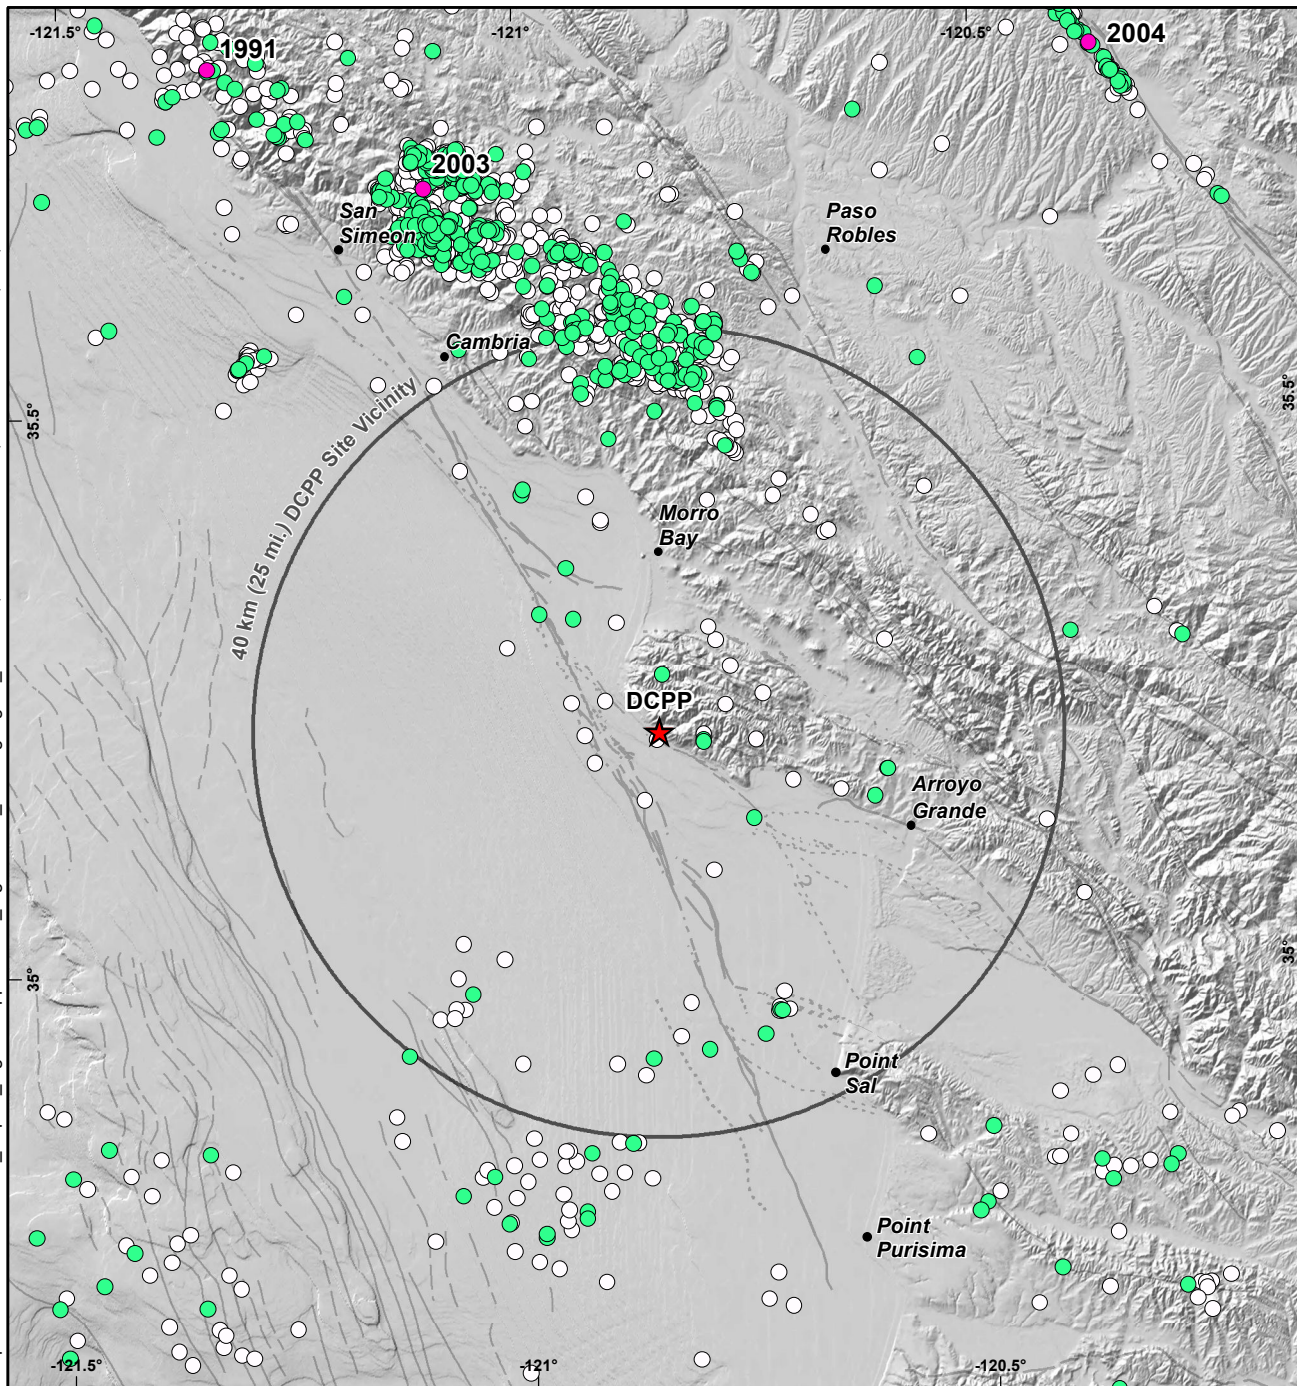 -121.5°
-121°
-120.5°
1991
2004
2003
San
Simeon
Paso
Robles
Cambria
35.5°
35.5°
40 km (25 mi.) DCPP Site Vicinity
Morro
Bay
DCPP
Arroyo
Grande
?
35°
35°
Point
Sal
Point
Purisima
-121.5°
-121°
-120.5°